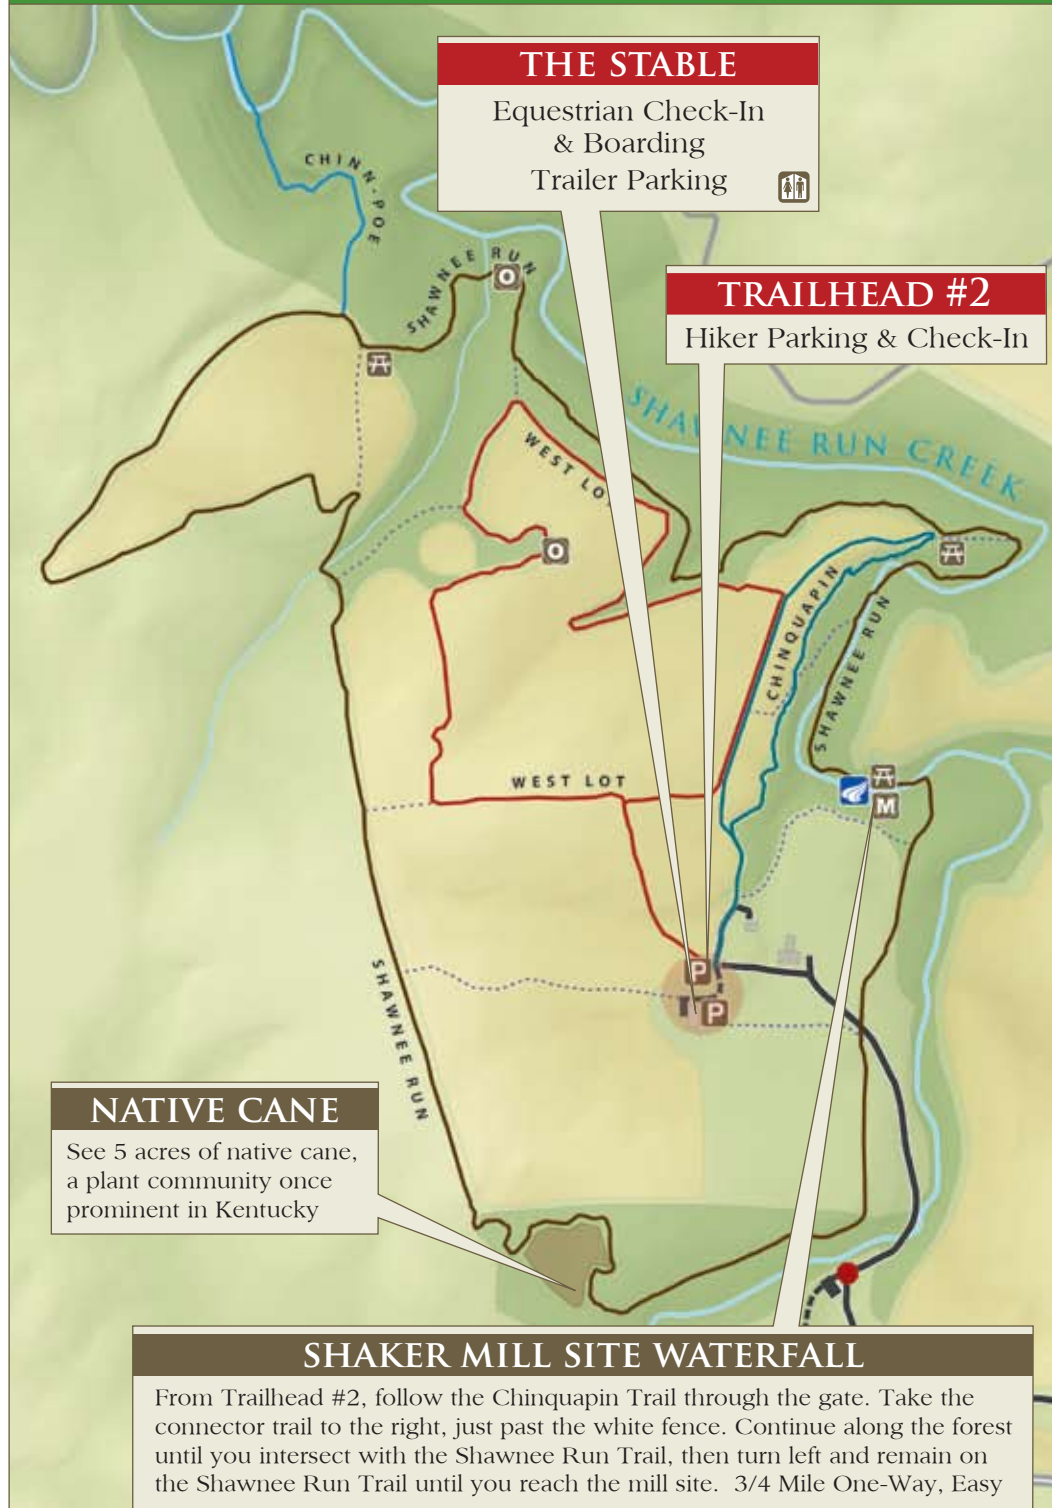 THE STABLE
Equestrian Check-In
& Boarding
Trailer Parking
CHINN-POE
SHAWNEE RUN
O
TRAILHEAD #2
Hiker Parking & Check-In
SHAWNEE RUN CREEK
WEST LOT
O
CHINQUAPIN
SHAWNEE RUN
WEST LOT
M
P
P
SHAWNEE RUN
NATIVE CANE
See 5 acres of native cane,
a plant community once
prominent in Kentucky
SHAKER MILL SITE WATERFALL
From Trailhead #2, follow the Chinquapin Trail through the gate. Take the
connector trail to the right, just past the white fence. Continue along the forest
until you intersect with the Shawnee Run Trail, then turn left and remain on
the Shawnee Run Trail until you reach the mill site. 3/4 Mile One-Way, Easy